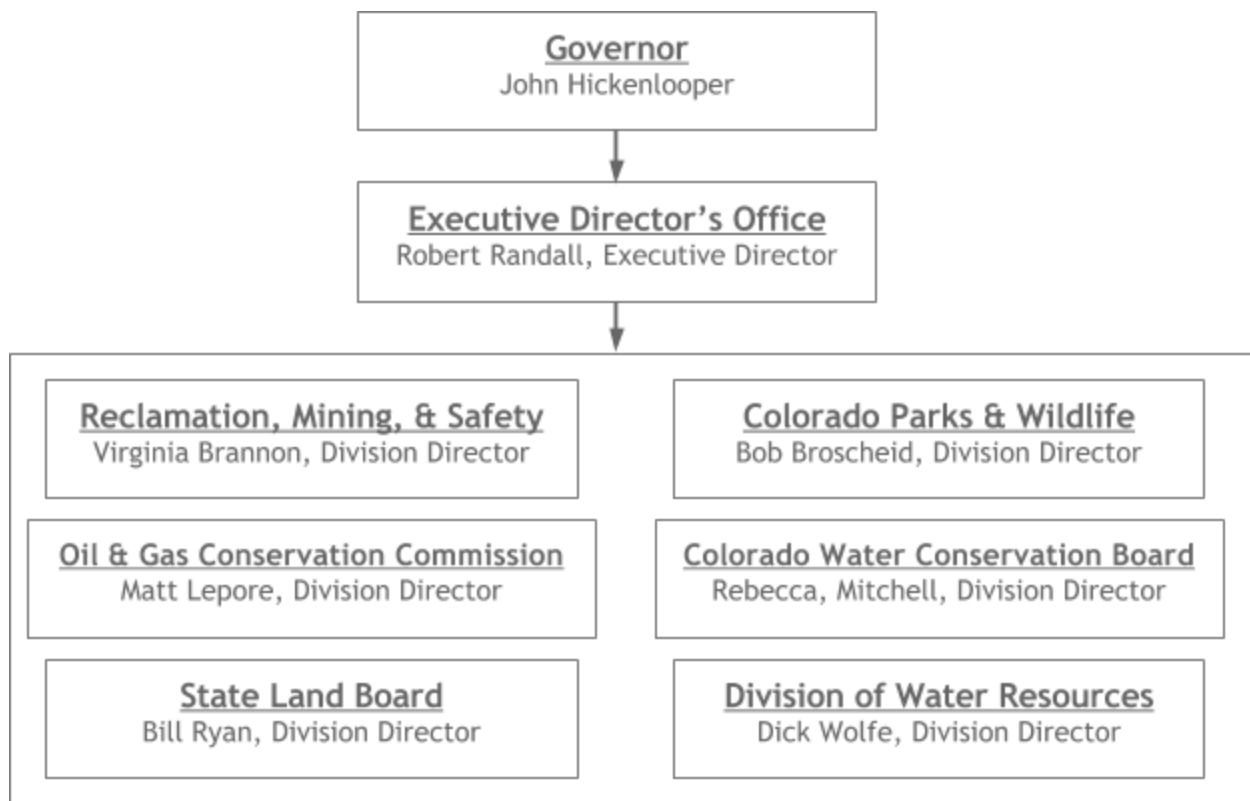 Governor
John Hickenlooper
Executive Director’s Office
Robert Randall, Executive Director
Reclamation, Mining, & Safety
Virginia Brannon, Division Director
Colorado Parks & Wildlife
Bob Broscheid, Division Director
Oil & Gas Conservation Commission
Matt Lepore, Division Director
Colorado Water Conservation Board
Rebecca, Mitchell, Division Director
State Land Board
Bill Ryan, Division Director
Division of Water Resources
Dick Wolfe, Division Director